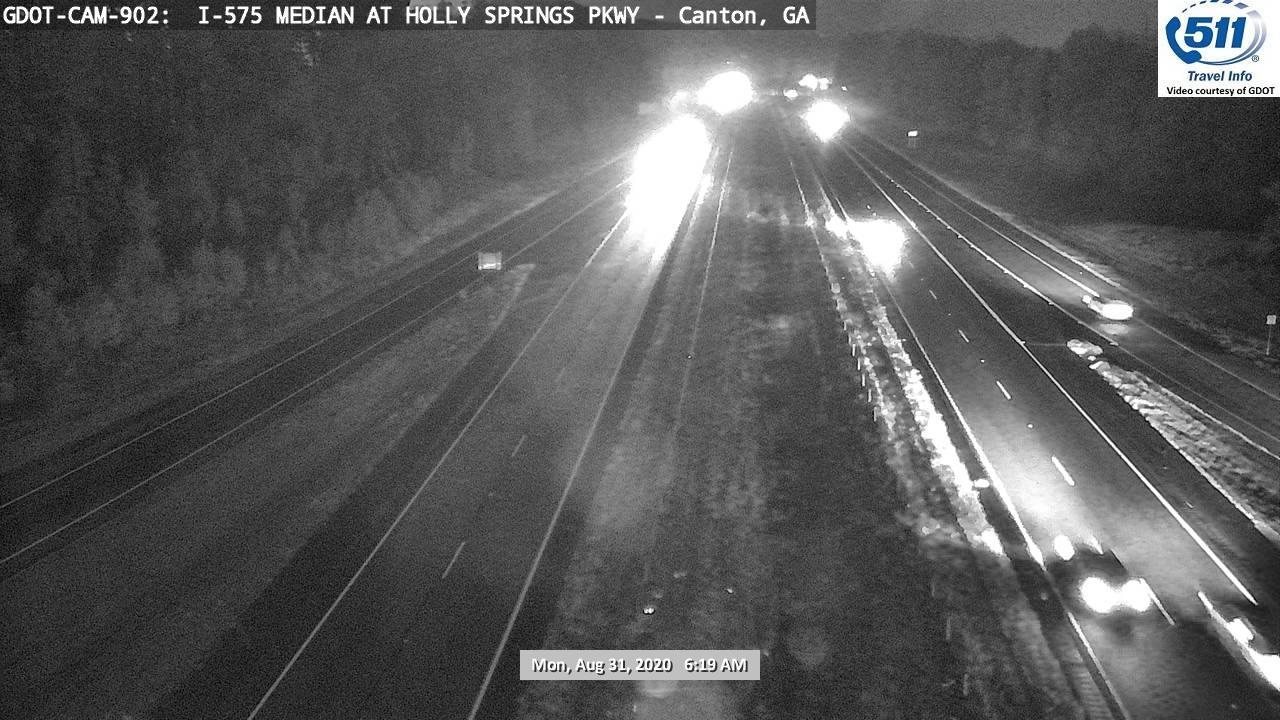 GDOT-CAM-902: I-575 MEDIAN AT HOLLY SPRINGS PKWY - Canton, GA
511
Travel Info
Video courtesy of GDOT
Mon, Aug 31, 2020 6:19 AM